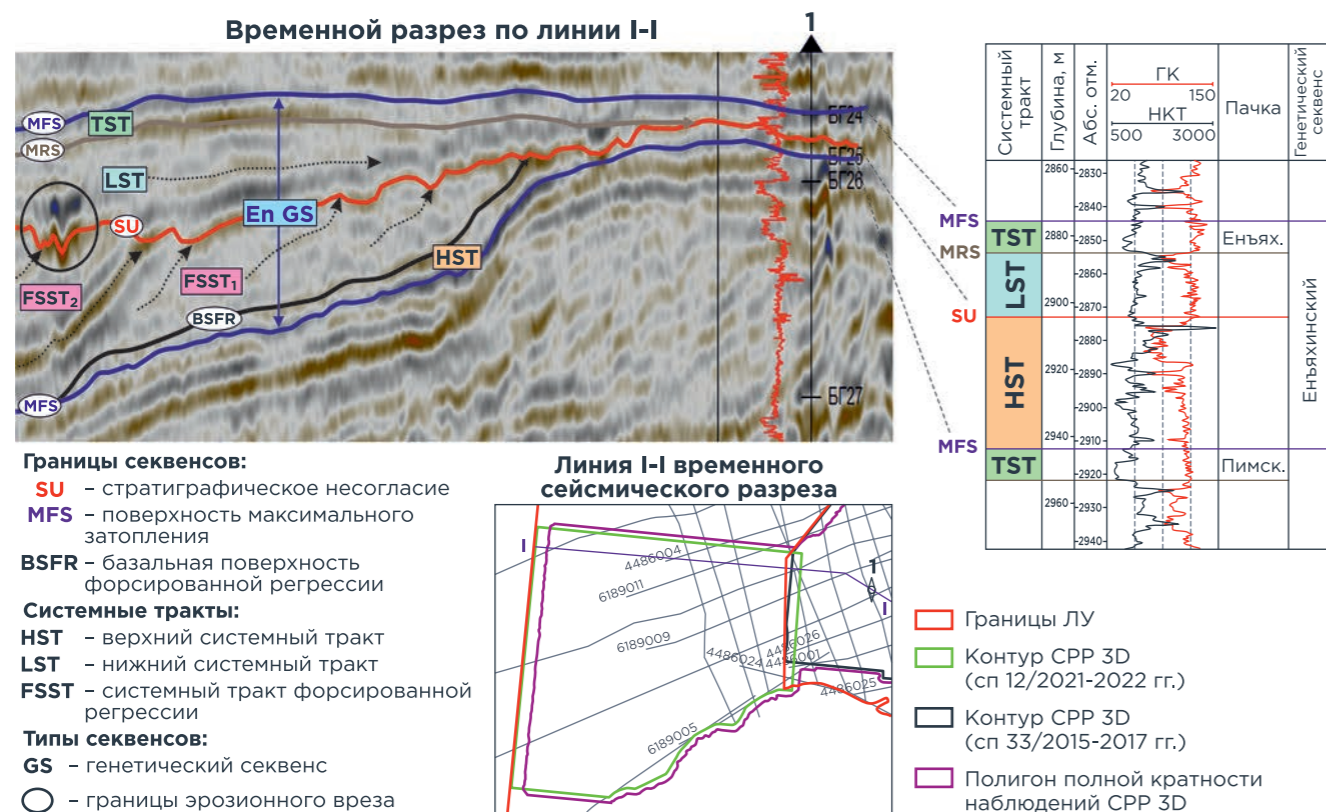 Временной разрез по линии I-I
1
MFS
TST
MRS
LST
En GS
SU
FSST1
FSST2
BSFR
HST
MFS
БГ24
БГ25
БГ26
БГ27
MFS
MRS
SU
MFS
Системный тракт
Глубина, м
Абс. отм.
ГК
20 150
НКТ
500 3000
Пачка
Генетический секвенс
TST
LST
HST
TST
2860
2880
2900
2920
2940
2960
-2830
-2840
-2850
-2860
-2870
-2880
-2890
-2900
-2910
-2920
-2930
-2940
Енъях.
Пимск.
Енъяхинский
Границы секвенсов:
SU – стратиграфическое несогласие
MFS – поверхность максимального
затопления
BSFR – базальная поверхность
форсированной регрессии
Системные тракты:
HST – верхний системный тракт
LST – нижний системный тракт
FSST – системный тракт форсированной
регрессии
Типы секвенсов:
GS – генетический секвенс
– границы эрозионного вреза
Линия I-I временного
сейсмического разреза
I
4486004
6189011
6189009
4486024
4486026
4486001
4486025
6189005
1
I
Границы ЛУ
Контур СРР 3D
(сп 12/2021-2022 гг.)
Контур СРР 3D
(сп 33/2015-2017 гг.)
Полигон полной кратности
наблюдений СРР 3D